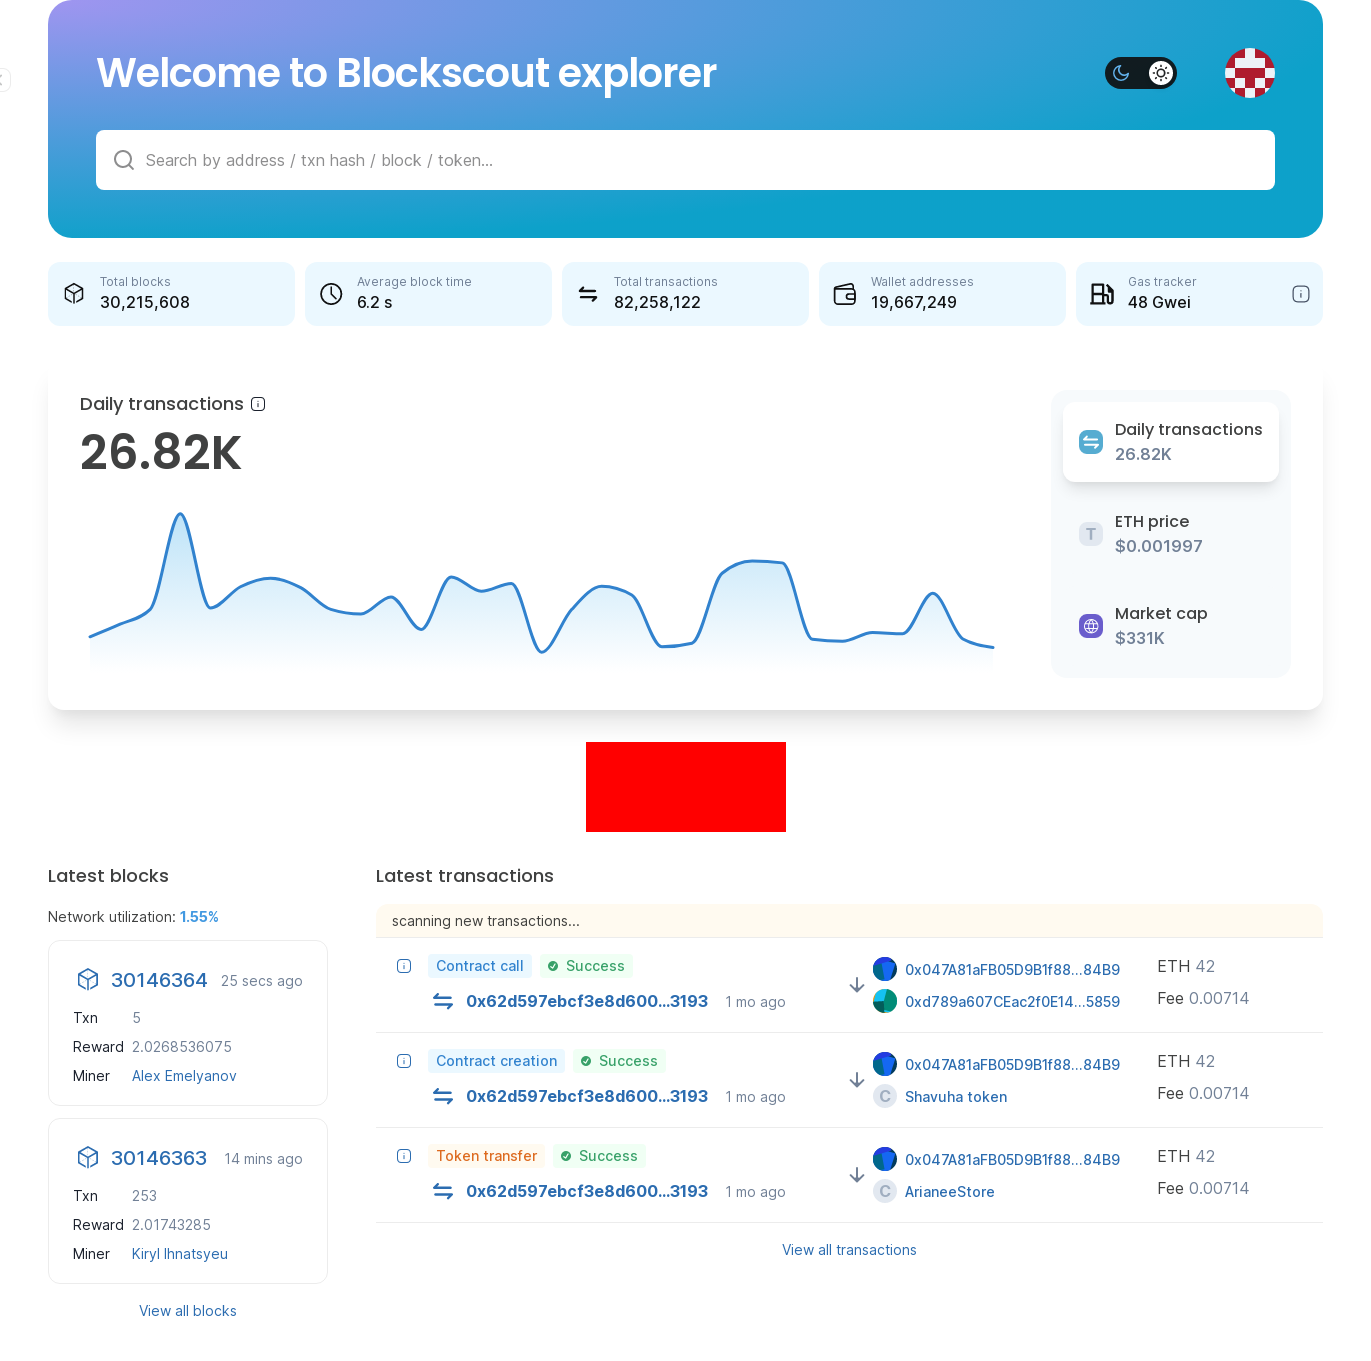 Welcome to Blockscout explorer
Search by address / txn hash / block / token...
Total blocks
30,215,608
Average block time
6.2 s
Total transactions
82,258,122
Wallet addresses
19,667,249
Gas tracker
48 Gwei
Daily transactions
26.82K
Daily transactions
26.82K
T
ETH price
$0.001997
Market cap
$331K
Latest blocks
Network utilization: 1.55%
30146364 25 secs ago
Txn 5
Reward 2.0268536075
Miner Alex Emelyanov
30146363 14 mins ago
Txn 253
Reward 2.01743285
Miner Kiryl Ihnatsyeu
View all blocks
Latest transactions
scanning new transactions...
Contract call Success
0x62d597ebcf3e8d600...3193 1 mo ago
0x047A81aFB05D9B1f88...84B9
0xd789a607CEac2f0E14...5859
ETH 42
Fee 0.00714
Contract creation Success
0x62d597ebcf3e8d600...3193 1 mo ago
0x047A81aFB05D9B1f88...84B9
C Shavuha token
ETH 42
Fee 0.00714
Token transfer Success
0x62d597ebcf3e8d600...3193 1 mo ago
0x047A81aFB05D9B1f88...84B9
C ArianeeStore
ETH 42
Fee 0.00714
View all transactions